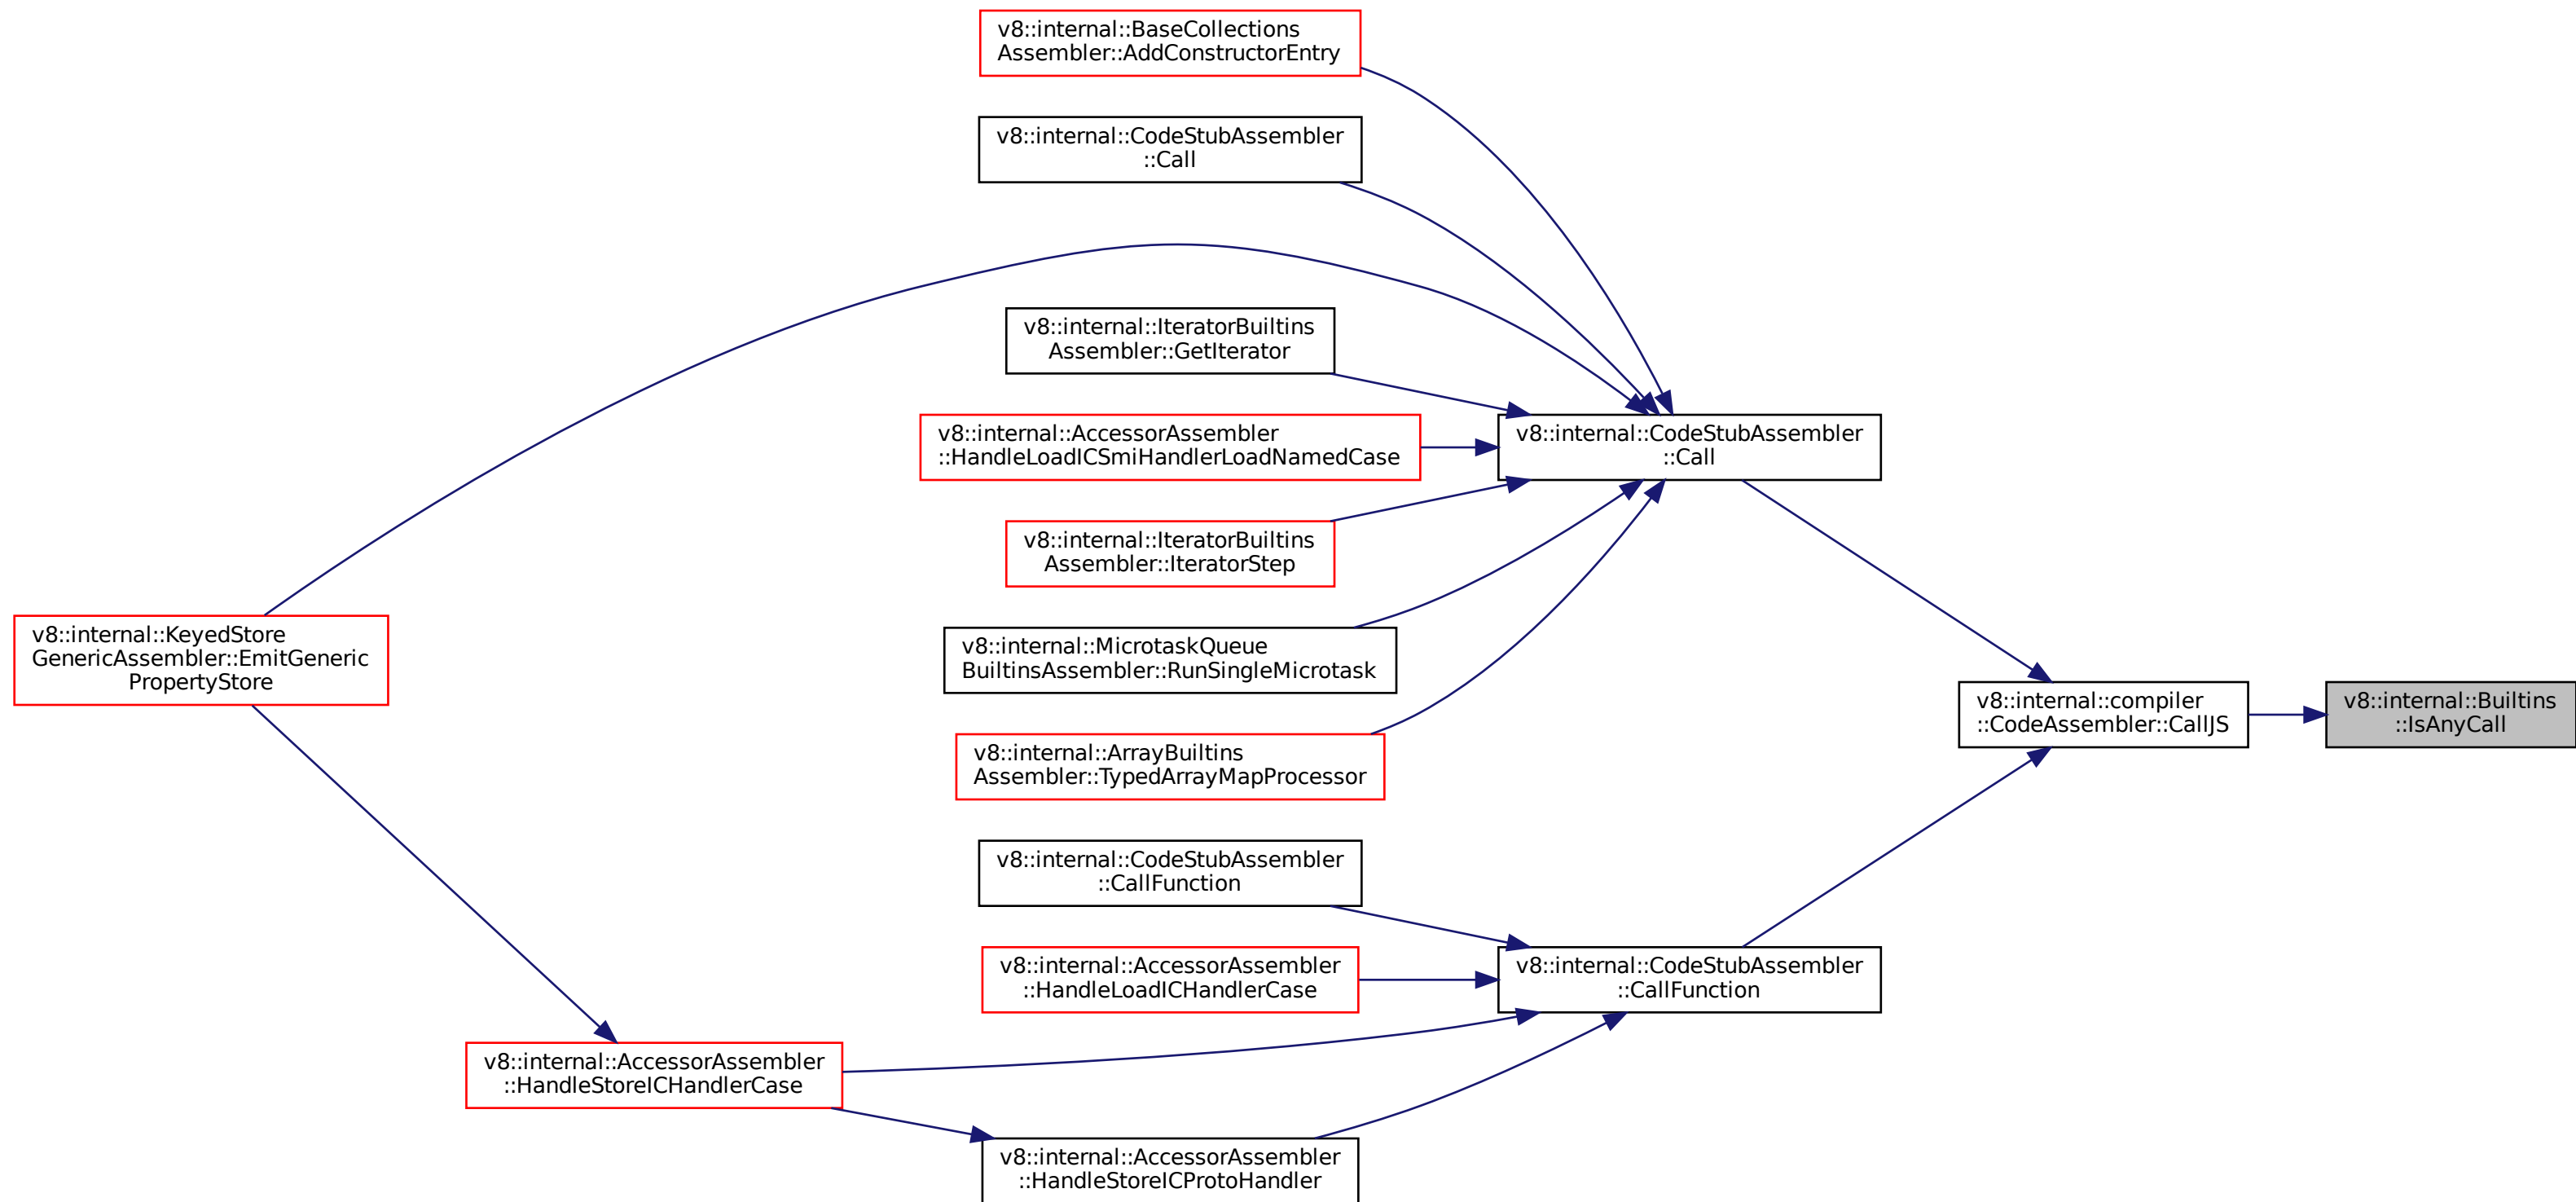 v8::internal::BaseCollections
Assembler::AddConstructorEntry
v8::internal::CodeStubAssembler
::Call
v8::internal::IteratorBuiltins
Assembler::GetIterator
v8::internal::AccessorAssembler
::HandleLoadICSmiHandlerLoadNamedCase
v8::internal::CodeStubAssembler
::Call
v8::internal::IteratorBuiltins
Assembler::IteratorStep
v8::internal::KeyedStore
GenericAssembler::EmitGeneric
PropertyStore
v8::internal::MicrotaskQueue
BuiltinsAssembler::RunSingleMicrotask
v8::internal::compiler
::CodeAssembler::CallJS
v8::internal::Builtins
::IsAnyCall
v8::internal::ArrayBuiltins
Assembler::TypedArrayMapProcessor
v8::internal::CodeStubAssembler
::CallFunction
v8::internal::AccessorAssembler
::HandleLoadICHandlerCase
v8::internal::CodeStubAssembler
::CallFunction
v8::internal::AccessorAssembler
::HandleStoreICHandlerCase
v8::internal::AccessorAssembler
::HandleStoreICProtoHandler